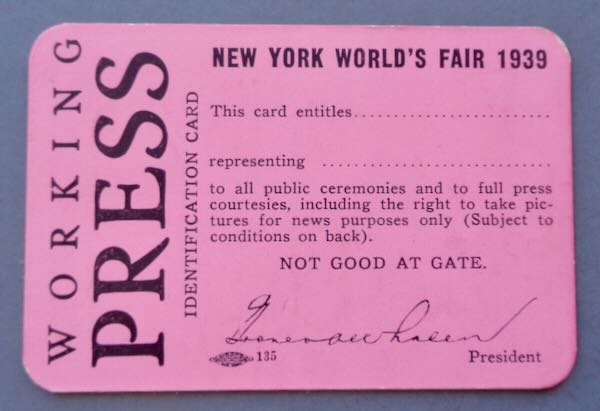 WORKING
PRESS
IDENTIFICATION CARD
NEW YORK WORLD'S FAIR 1939
This card entitles..............................
representing ..................................
to all public ceremonies and to full press
courtesies, including the right to take pic-
tures for news purposes only (Subject to
conditions on back).
NOT GOOD AT GATE.
Grover Whalen
135
President